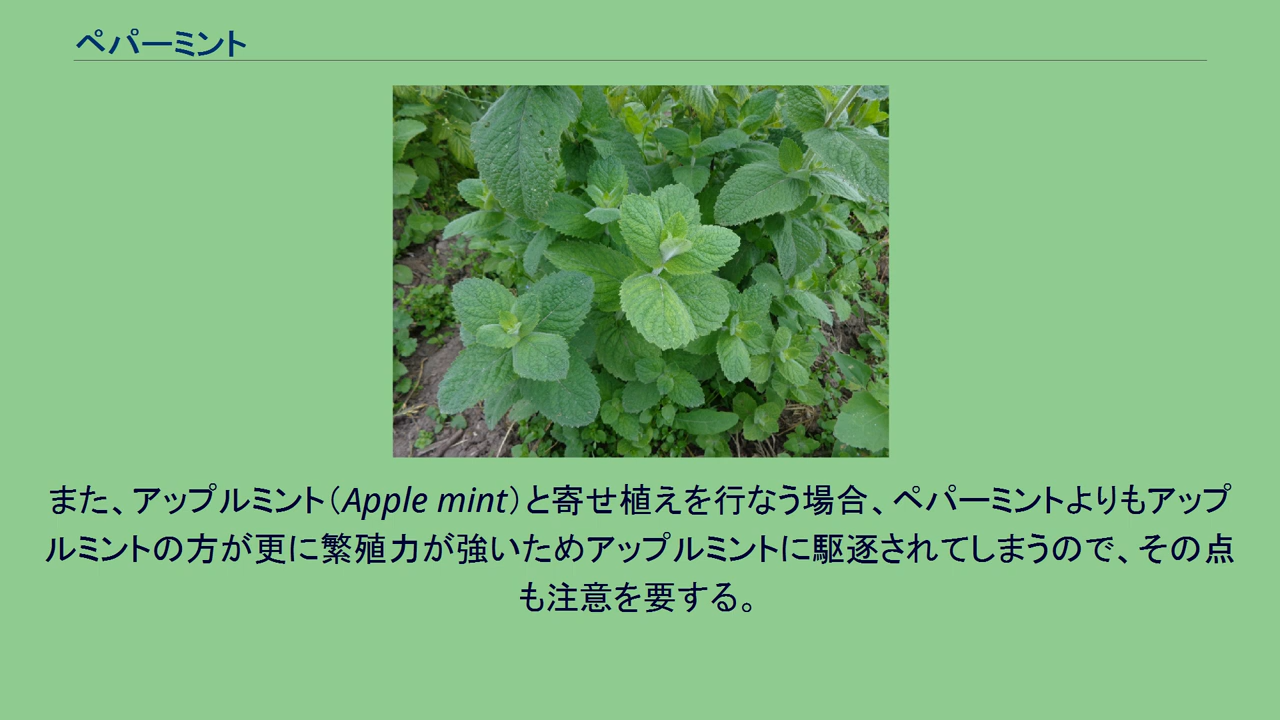 ペパーミント
また、アップルミント（Apple mint）と寄せ植えを行なう場合、ペパーミントよりもアップ
ルミントの方が更に繁殖力が強いためアップルミントに駆逐されてしまうので、その点
も注意を要する。